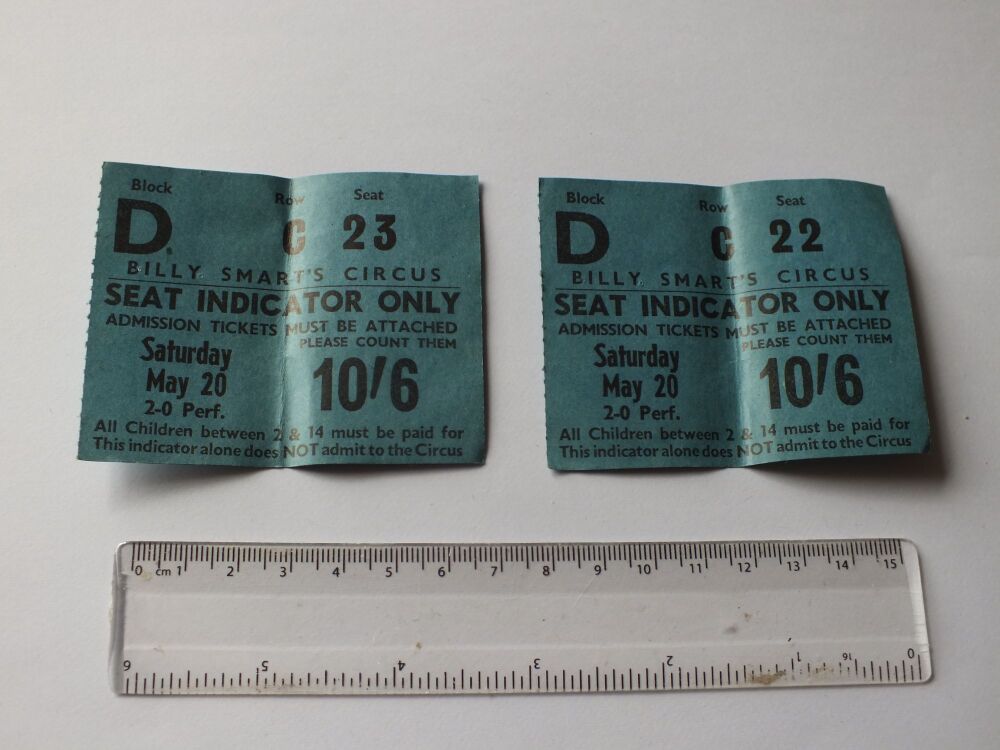 Block Row Seat
D. C 23
BILLY SMART'S CIRCUS
SEAT INDICATOR ONLY
ADMISSION TICKETS MUST BE ATTACHED
PLEASE COUNT THEM
Saturday
May 20
2-0 Perf.
10/6
All Children between 2 & 14 must be paid for
This indicator alone does NOT admit to the Circus
Block Row Seat
D C 22
BILLY SMART'S CIRCUS
SEAT INDICATOR ONLY
ADMISSION TICKETS MUST BE ATTACHED
PLEASE COUNT THEM
Saturday
May 20
2-0 Perf.
10/6
All Children between 2 & 14 must be paid for
This indicator alone does NOT admit to the Circus
0 cm 1 2 3 4 5 6 7 8 9 10 11 12 13 14 15
6 5 4 3 2 1 16 0